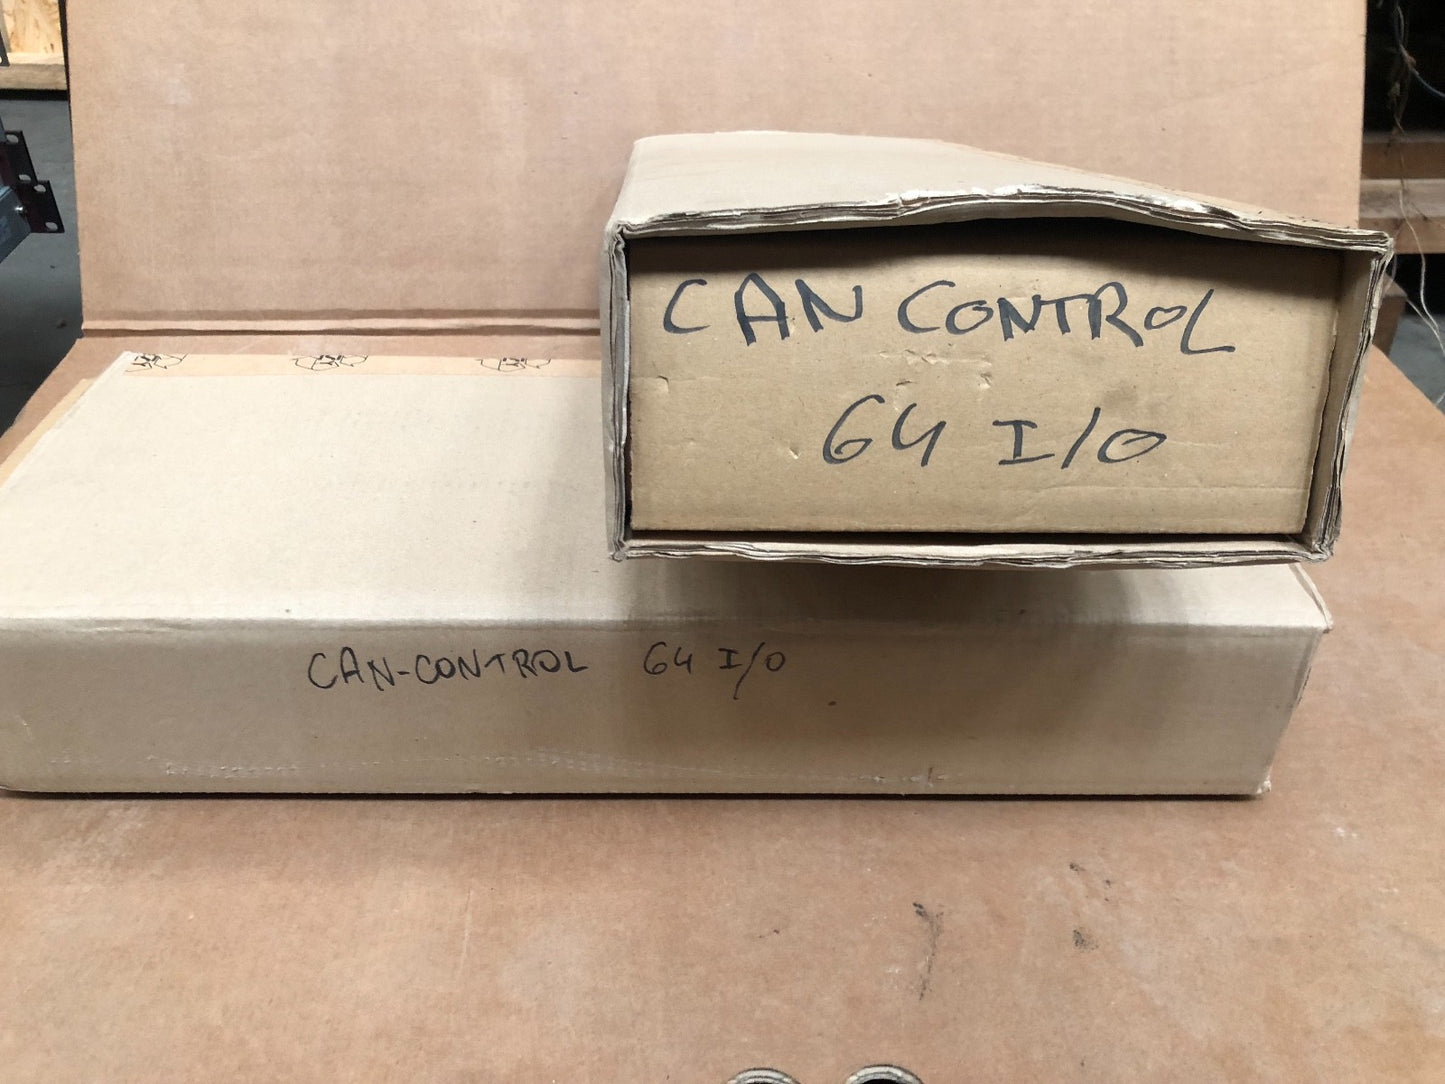 CAN CONTROL
64 I/O
CAN-CONTROL 64 I/O